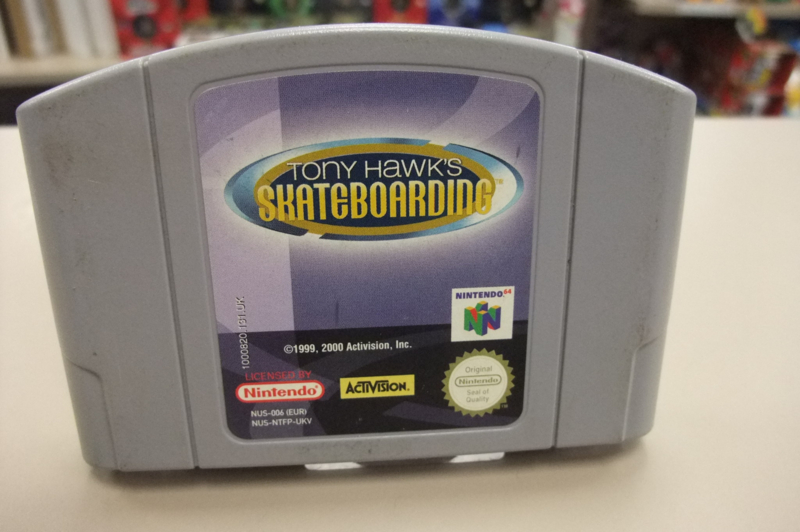 TONY HAWK'S
SKATEBOARDING™
NINTENDO64
N
1000820.131.UK
©1999, 2000 Activision, Inc.
LICENSED BY
Nintendo®
ACTIVISION.
NUS-006 (EUR)
NUS-NTFP-UKV
Original
Nintendo
Seal of
Quality